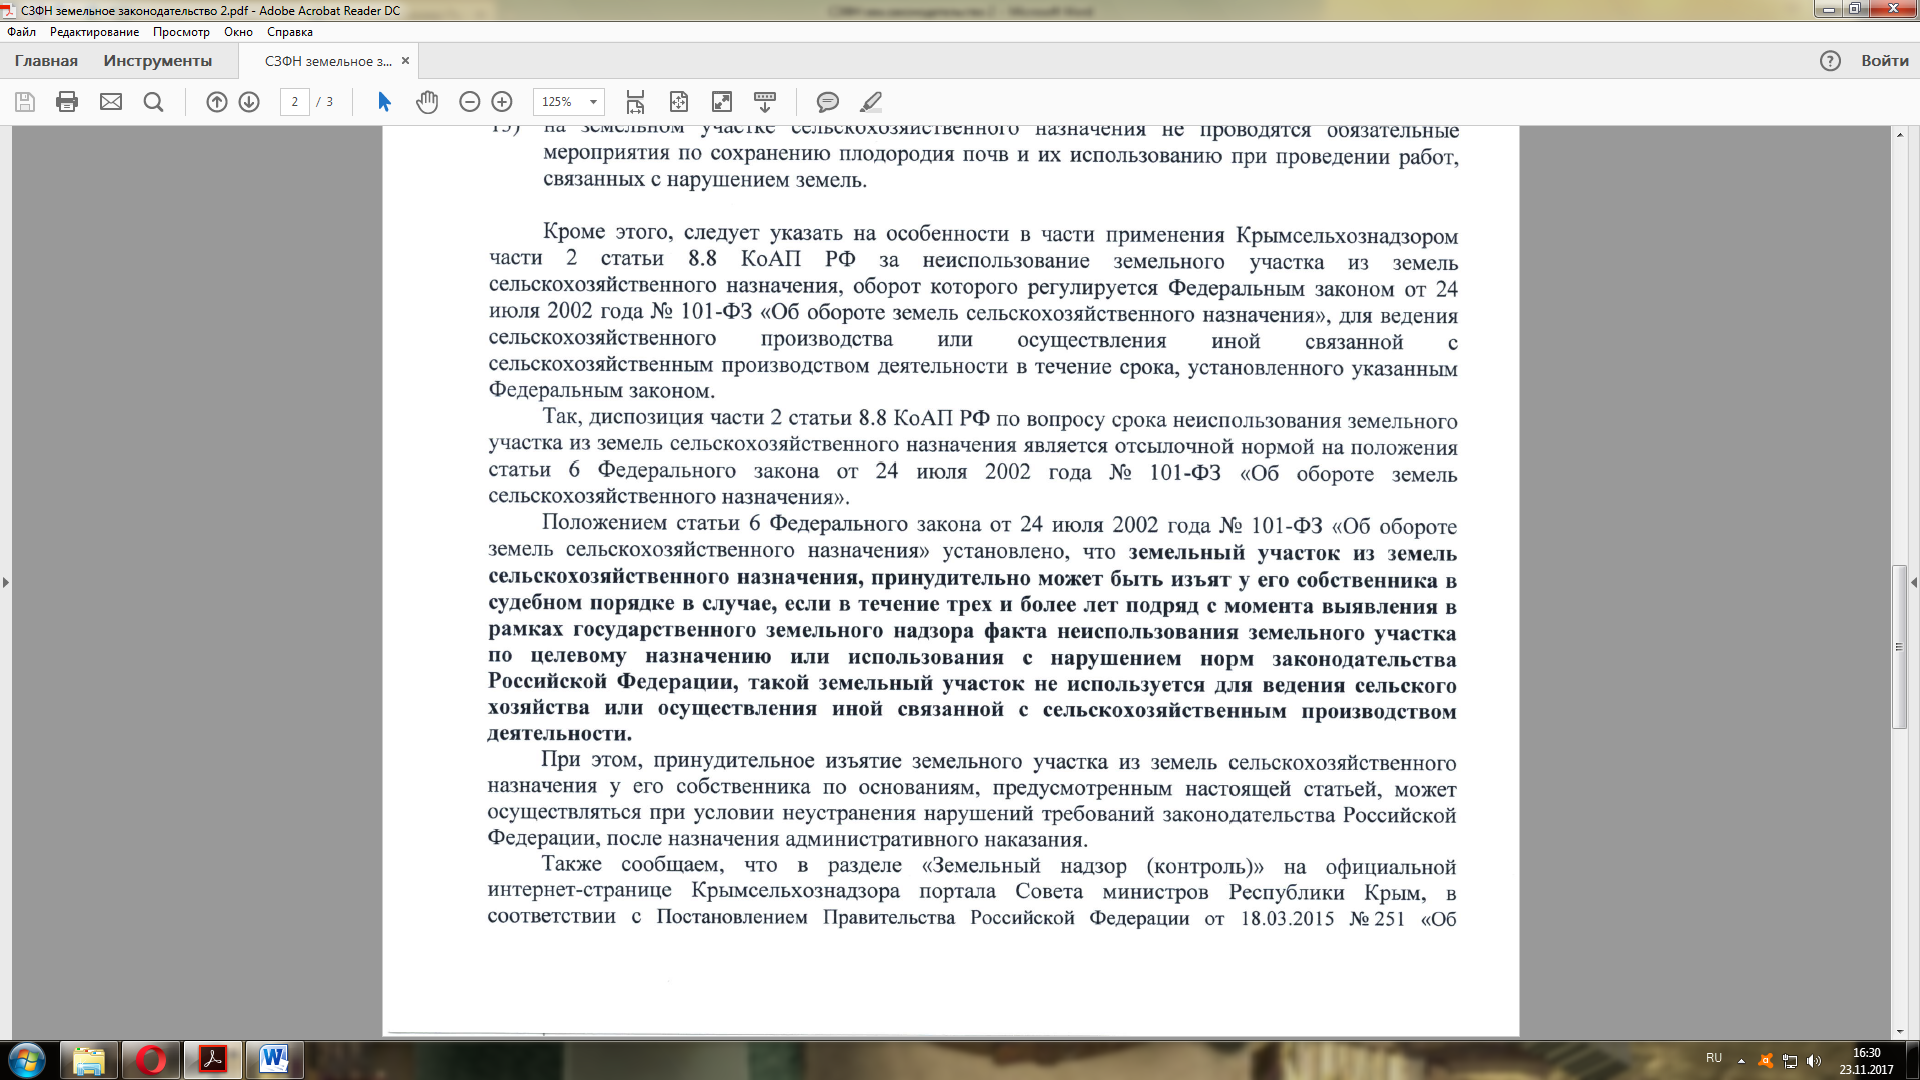 СЗФН земельное законодательство 2.pdf - Adobe Acrobat Reader DC
Файл Редактирование Просмотр Окно Справка
Главная Инструменты СЗФН земельное з... × Войти
2 / 3 125%
13) на земельном участке сельскохозяйственного назначения не проводятся обязательные
мероприятия по сохранению плодородия почв и их использованию при проведении работ,
связанных с нарушением земель.
Кроме этого, следует указать на особенности в части применения Крымсельхознадзором
части 2 статьи 8.8 КоАП РФ за неиспользование земельного участка из земель
сельскохозяйственного назначения, оборот которого регулируется Федеральным законом от 24
июля 2002 года № 101-ФЗ «Об обороте земель сельскохозяйственного назначения», для ведения
сельскохозяйственного производства или осуществления иной связанной с
сельскохозяйственным производством деятельности в течение срока, установленного указанным
Федеральным законом.
Так, диспозиция части 2 статьи 8.8 КоАП РФ по вопросу срока неиспользования земельного
участка из земель сельскохозяйственного назначения является отсылочной нормой на положения
статьи 6 Федерального закона от 24 июля 2002 года № 101-ФЗ «Об обороте земель
сельскохозяйственного назначения».
Положением статьи 6 Федерального закона от 24 июля 2002 года № 101-ФЗ «Об обороте
земель сельскохозяйственного назначения» установлено, что земельный участок из земель
сельскохозяйственного назначения, принудительно может быть изъят у его собственника в
судебном порядке в случае, если в течение трех и более лет подряд с момента выявления в
рамках государственного земельного надзора факта неиспользования земельного участка
по целевому назначению или использования с нарушением норм законодательства
Российской Федерации, такой земельный участок не используется для ведения сельского
хозяйства или осуществления иной связанной с сельскохозяйственным производством
деятельности.
При этом, принудительное изъятие земельного участка из земель сельскохозяйственного
назначения у его собственника по основаниям, предусмотренным настоящей статьей, может
осуществляться при условии неустранения нарушений требований законодательства Российской
Федерации, после назначения административного наказания.
Также сообщаем, что в разделе «Земельный надзор (контроль)» на официальной
интернет-странице Крымсельхознадзора портала Совета министров Республики Крым, в
соответствии с Постановлением Правительства Российской Федерации от 18.03.2015 № 251 «Об
RU 16:30
23.11.2017